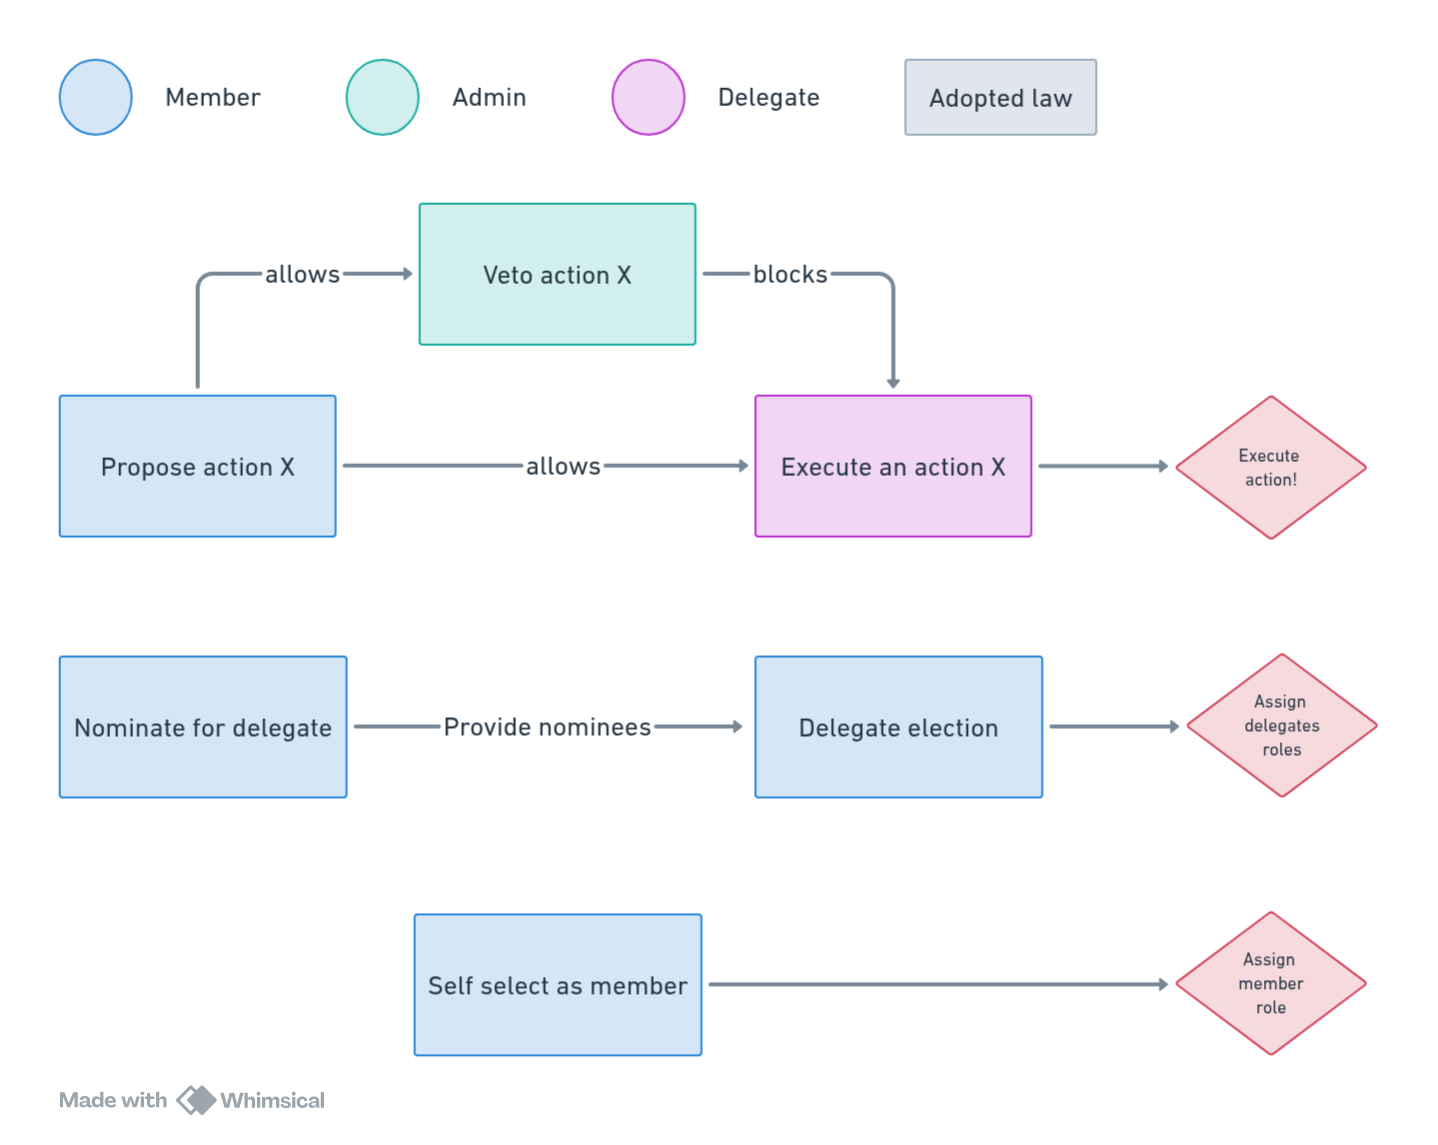 Member
Admin
Delegate
Adopted law
allows
Veto action X
blocks
Propose action X
allows
Execute an action X
Execute
action!
Nominate for delegate
Provide nominees
Delegate election
Assign
delegates
roles
Self select as member
Assign
member
role
Made with Whimsical